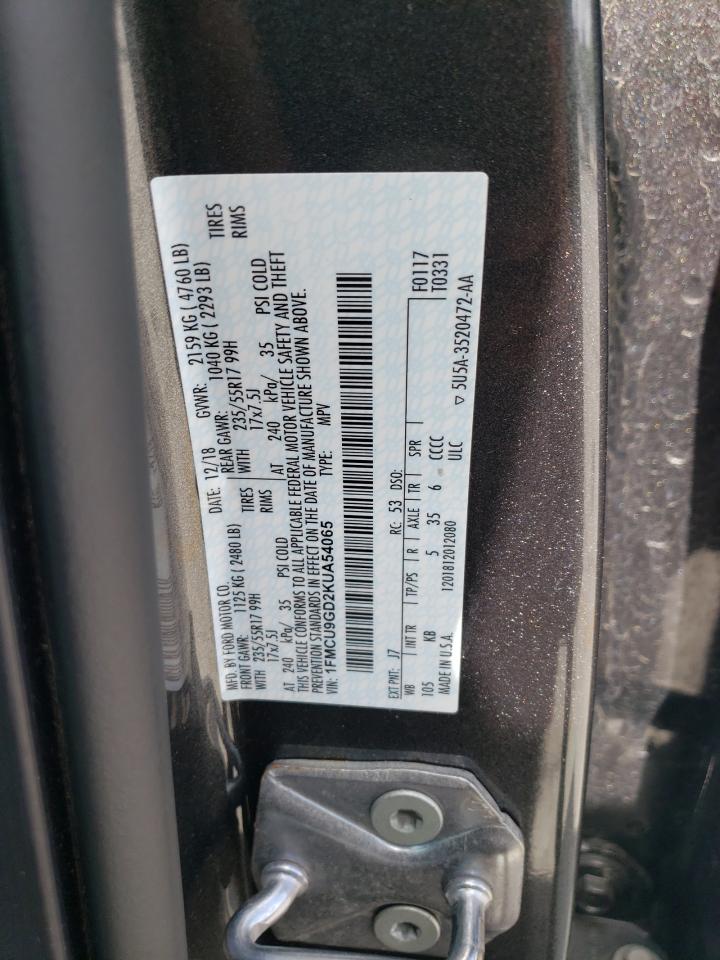 MFD. BY FORD MOTOR CO. DATE: 12/18 GVWR: 2159 KG ( 4760 LB)
FRONT GAWR: 1125 KG ( 2480 LB) REAR GAWR: 1040 KG ( 2293 LB)
WITH 235/55R17 99H TIRES WITH 235/55R17 99H TIRES
17x7.5J RIMS 17x7.5J RIMS
AT 240 kPa/ 35 PSI COLD AT 240 kPa/ 35 PSI COLD
THIS VEHICLE CONFORMS TO ALL APPLICABLE FEDERAL MOTOR VEHICLE SAFETY AND THEFT
PREVENTION STANDARDS IN EFFECT ON THE DATE OF MANUFACTURE SHOWN ABOVE.
VIN: 1FMCU9GD2KUA54065 TYPE: MPV
EXT PNT: J7 RC: 53 DSO: F0117
WB INT TR TP/PS R AXLE TR SPR T0331
105 KB 5 35 6 CCCC
MADE IN U.S.A. 1201812012080 ULC
▽ 5U5A-3520472-AA